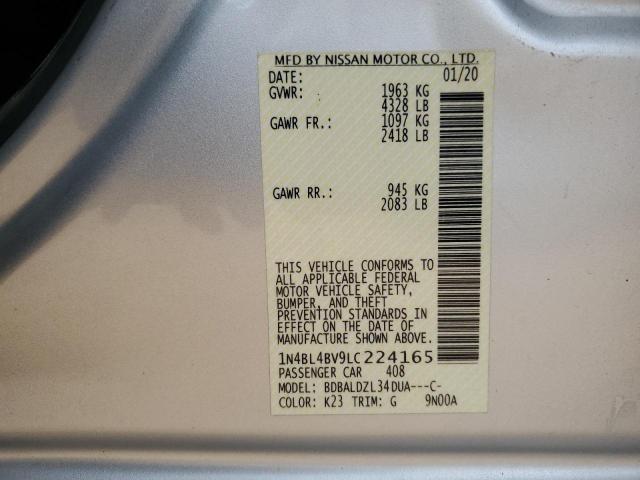 MFD BY NISSAN MOTOR CO., LTD.
DATE: 01/20
GVWR: 1963 KG
4328 LB
GAWR FR.: 1097 KG
2418 LB
GAWR RR.: 945 KG
2083 LB
THIS VEHICLE CONFORMS TO
ALL APPLICABLE FEDERAL
MOTOR VEHICLE SAFETY,
BUMPER, AND THEFT
PREVENTION STANDARDS IN
EFFECT ON THE DATE OF
MANUFACTURE SHOWN ABOVE.
1N4BL4BV9LC224165
PASSENGER CAR 408
MODEL: BDBALDZL34DUA---C-
COLOR: K23 TRIM: G 9N00A